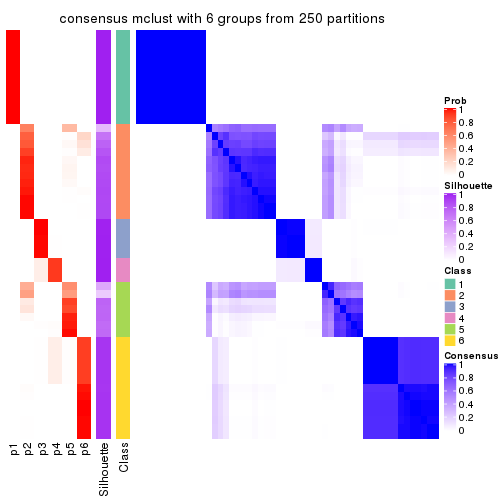 consensus mclust with 6 groups from 250 partitions
Prob
1
0.8
0.6
0.4
0.2
0
Silhouette
1
0.8
0.6
0.4
0.2
0
Class
1
2
3
4
5
6
Consensus
1
0.8
0.6
0.4
0.2
0
p1
p2
p3
p4
p5
p6
Silhouette
Class